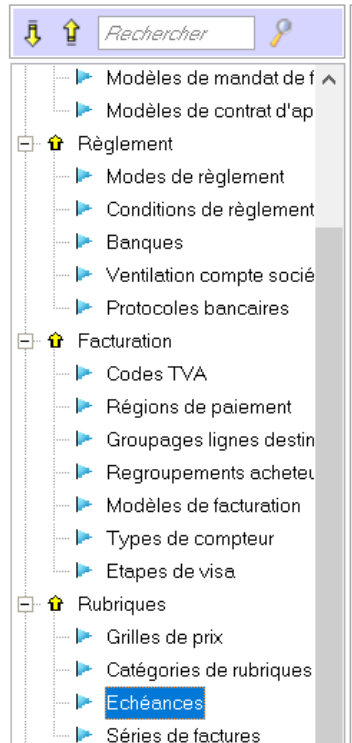 Rechercher
Modèles de mandat de f
Modèles de contrat d'ap
Règlement
Modes de règlement
Conditions de règlement
Banques
Ventilation compte socié
Protocoles bancaires
Facturation
Codes TVA
Régions de paiement
Groupages lignes destin
Regroupements acheteu
Modèles de facturation
Types de compteur
Etapes de visa
Rubriques
Grilles de prix
Catégories de rubriques
Echéances
Séries de factures